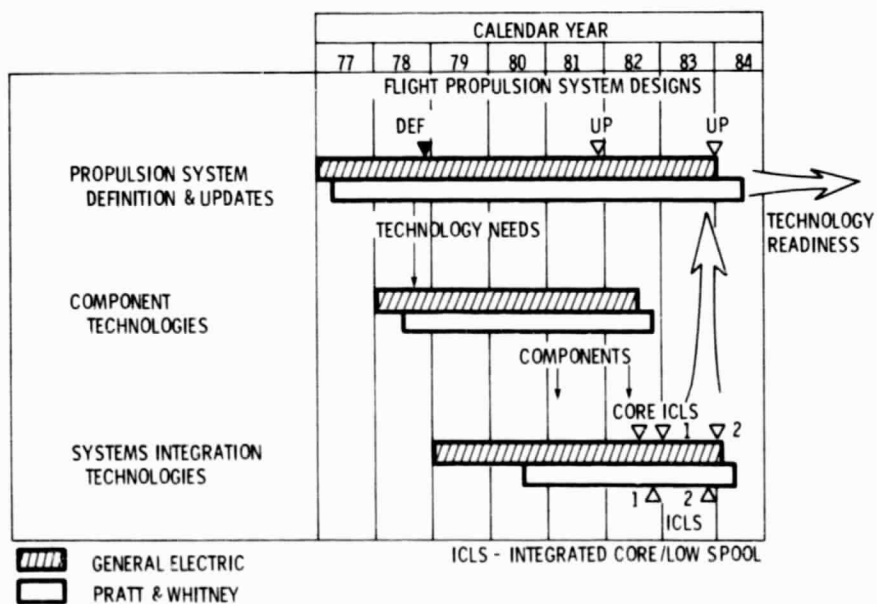 CALENDAR YEAR
77 78 79 80 81 82 83 84
FLIGHT PROPULSION SYSTEM DESIGNS
DEF UP UP
PROPULSION SYSTEM
DEFINITION & UPDATES
TECHNOLOGY
READINESS
TECHNOLOGY NEEDS
COMPONENT
TECHNOLOGIES
COMPONENTS
CORE ICLS
1 2
SYSTEMS INTEGRATION
TECHNOLOGIES
1 2
ICLS
ICLS - INTEGRATED CORE/LOW SPOOL
GENERAL ELECTRIC
PRATT & WHITNEY